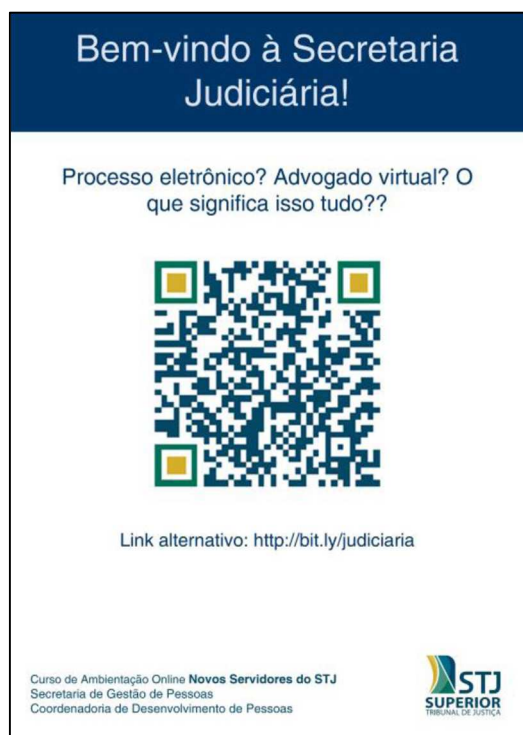 Bem-vindo à Secretaria
Judiciária!
Processo eletrônico? Advogado virtual? O
que significa isso tudo??
Link alternativo: http://bit.ly/judiciaria
Curso de Ambientação Online Novos Servidores do STJ
Secretaria de Gestão de Pessoas
Coordenadoria de Desenvolvimento de Pessoas
STJ
SUPERIOR
TRIBUNAL DE JUSTIÇA